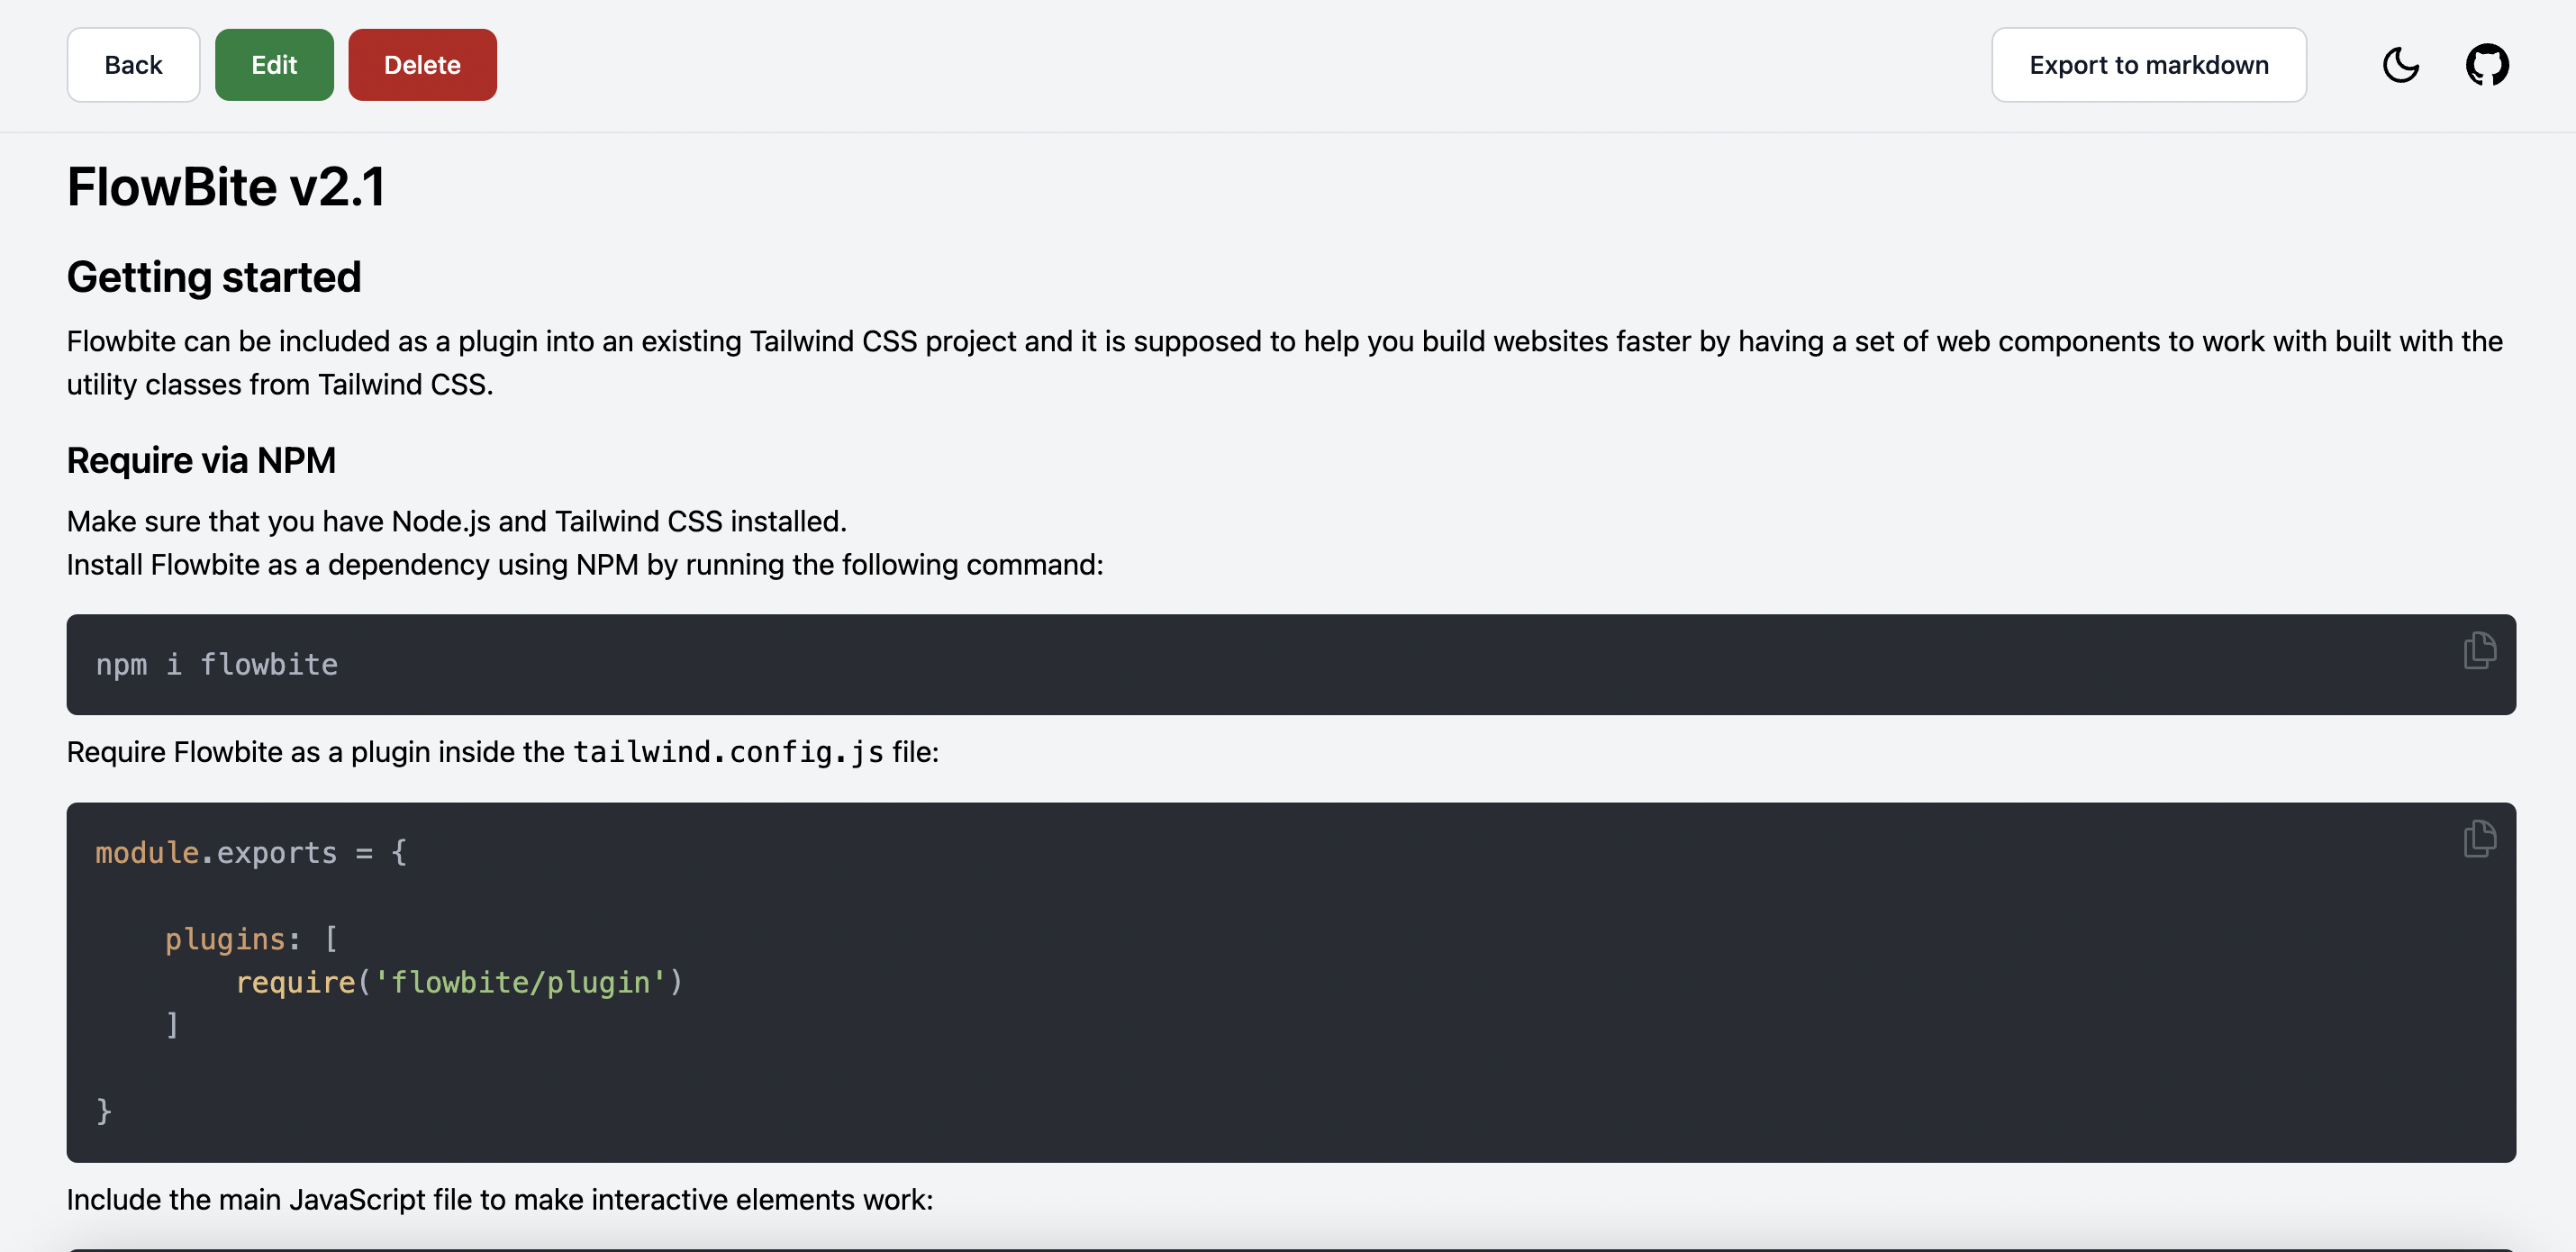 Back
Edit
Delete
Export to markdown
FlowBite v2.1
Getting started
Flowbite can be included as a plugin into an existing Tailwind CSS project and it is supposed to help you build websites faster by having a set of web components to work with built with the
utility classes from Tailwind CSS.
Require via NPM
Make sure that you have Node.js and Tailwind CSS installed.
Install Flowbite as a dependency using NPM by running the following command:
npm i flowbite
Require Flowbite as a plugin inside the tailwind.config.js file:
module.exports = {
    plugins: [
        require('flowbite/plugin')
    ]
}
Include the main JavaScript file to make interactive elements work: